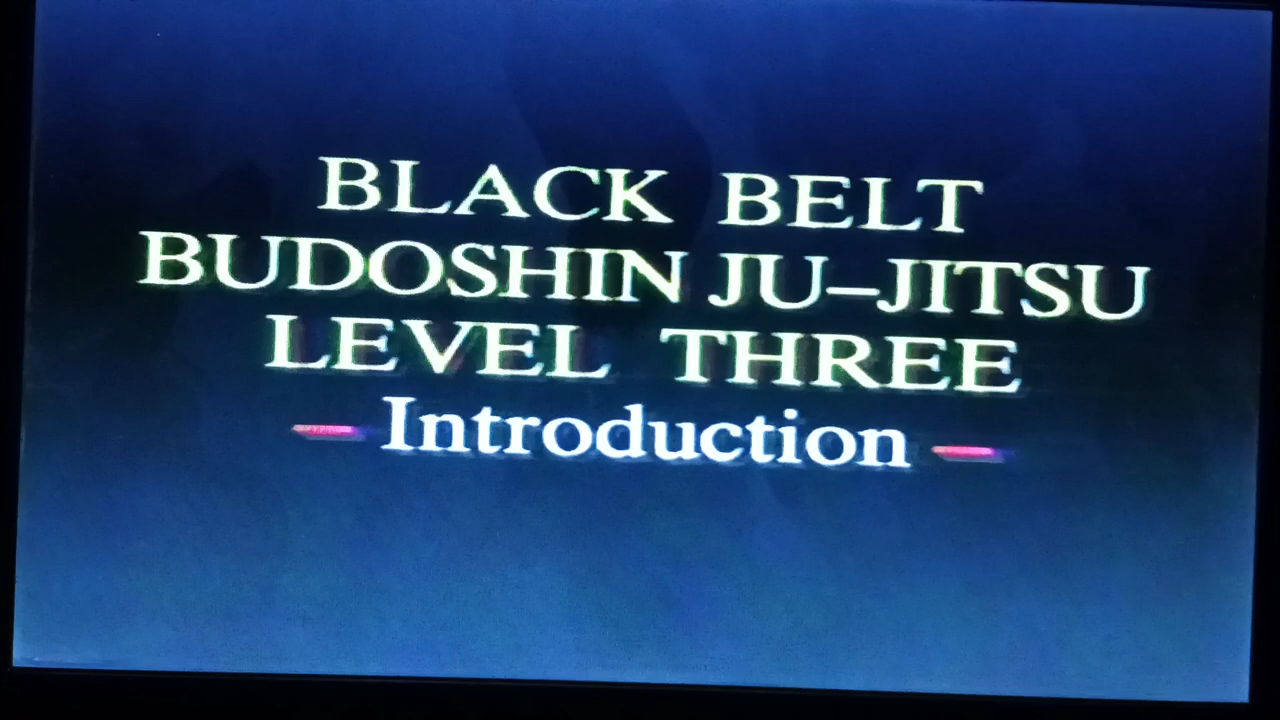 BLACK BELT
BUDOSHIN JU-JITSU
LEVEL THREE
- Introduction -